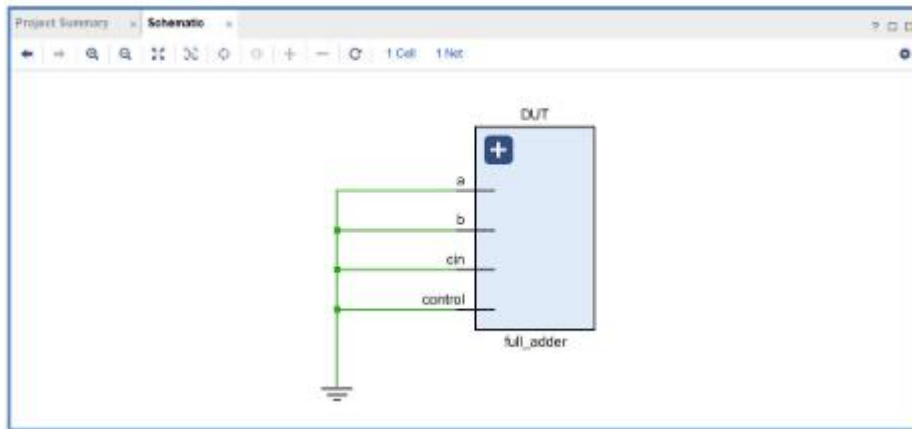 Project Summary × Schematic ×
? □ □
1 Cell 1 Net
DUT
a
b
cin
control
full_adder